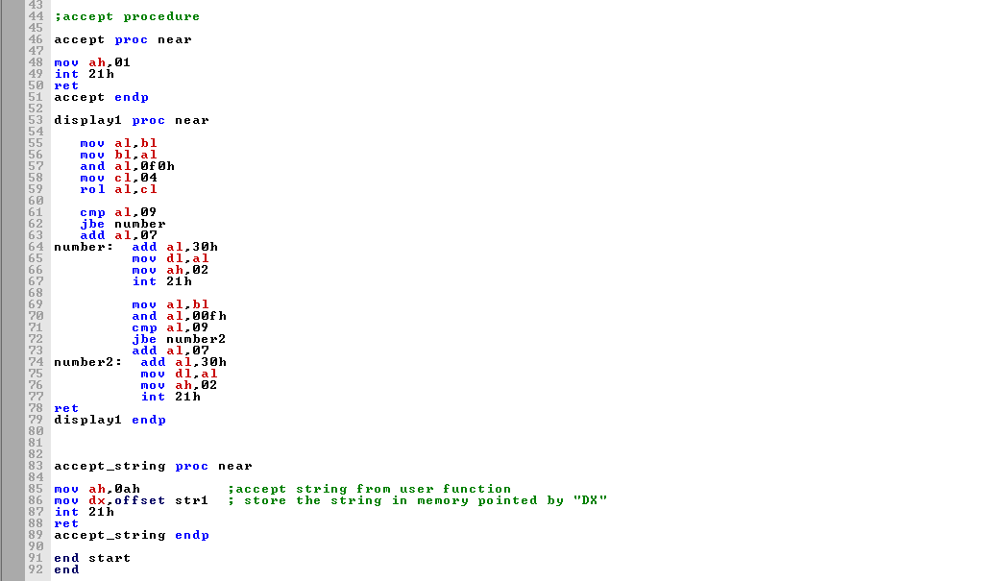 43
44 ;accept procedure
45
46 accept proc near
47
48 mov ah,01
49 int 21h
50 ret
51 accept endp
52
53 display1 proc near
54
55 mov al,bl
56 mov bl,al
57 and al,0f0h
58 mov cl,04
59 rol al,cl
60
61 cmp al,09
62 jbe number
63 add al,07
64 number: add al,30h
65 mov dl,al
66 mov ah,02
67 int 21h
68
69 mov al,bl
70 and al,00fh
71 cmp al,09
72 jbe number2
73 add al,07
74 number2: add al,30h
75 mov dl,al
76 mov ah,02
77 int 21h
78 ret
79 display1 endp
80
81
82
83 accept_string proc near
84
85 mov ah,0ah ;accept string from user function
86 mov dx,offset str1 ; store the string in memory pointed by "DX"
87 int 21h
88 ret
89 accept_string endp
90
91 end start
92 end